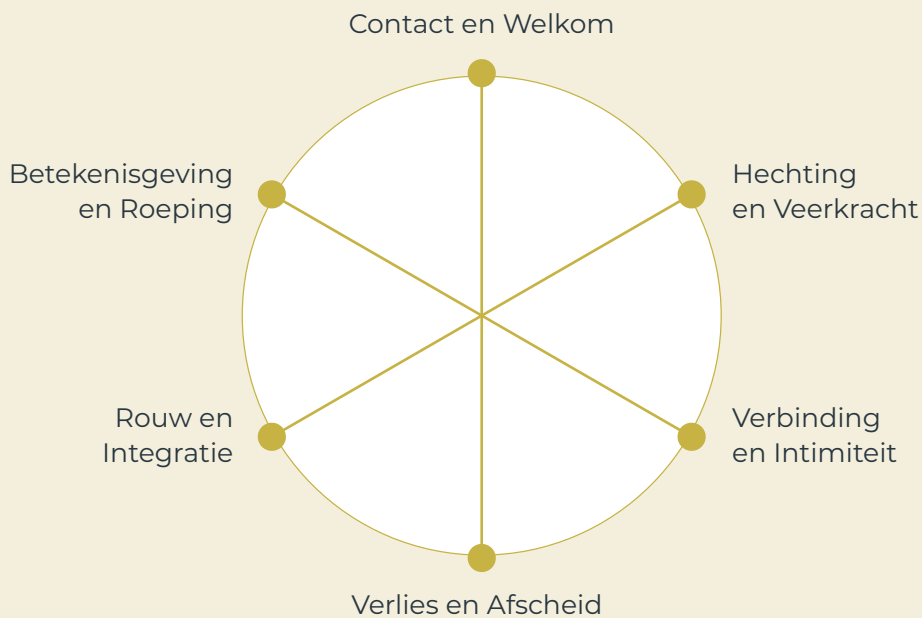 Contact en Welkom
Betekenisgeving
en Roeping
Hechting
en Veerkracht
Rouw en
Integratie
Verbinding
en Intimiteit
Verlies en Afscheid